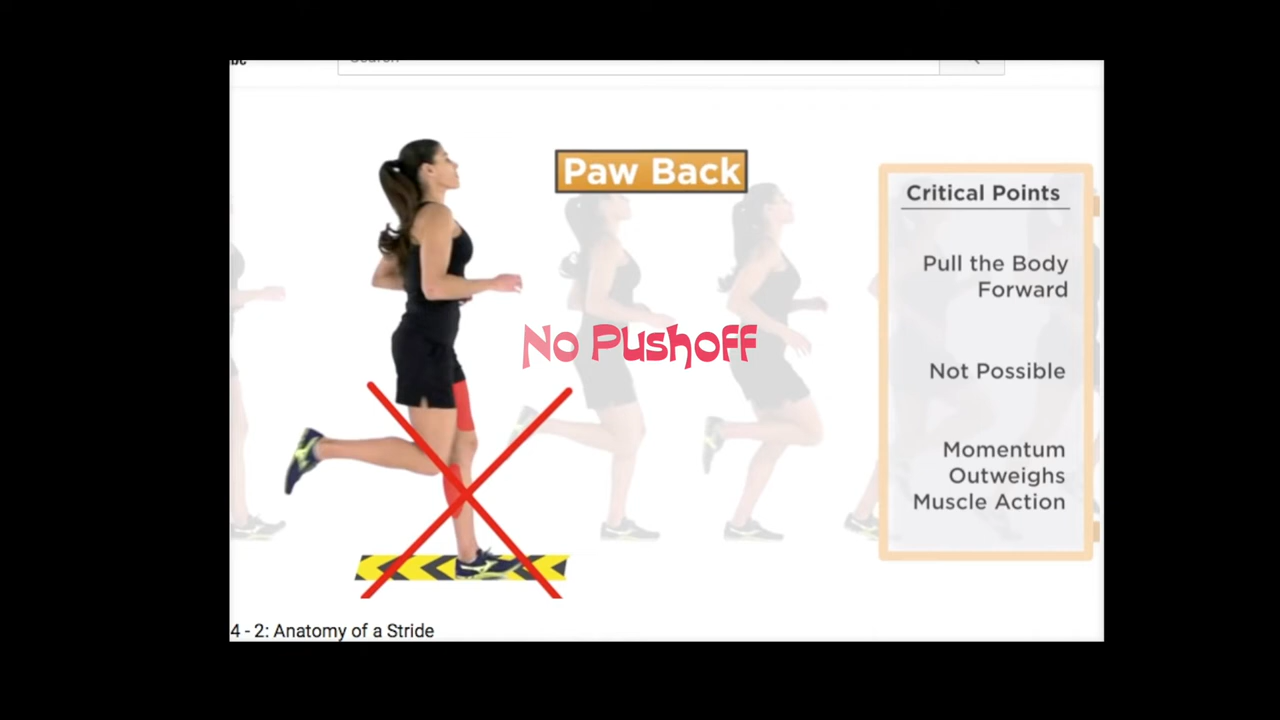 Search
Paw Back
Critical Points
Pull the Body
Forward
No Pushoff
Not Possible
Momentum
Outweighs
Muscle Action
4 - 2: Anatomy of a Stride